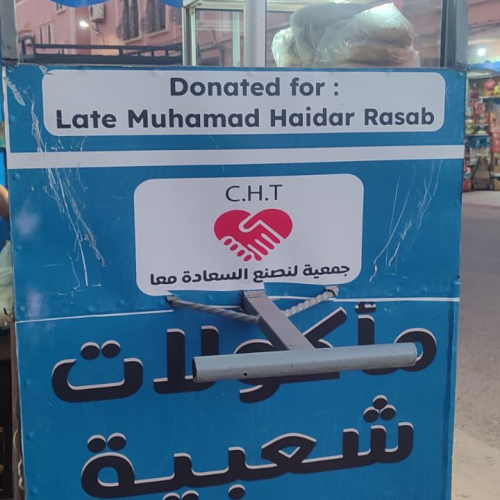 Donated for :
Late Muhamad Haidar Rasab
C.H.T
جمعية لنصنع السعادة معا
مأكولات
شعبية